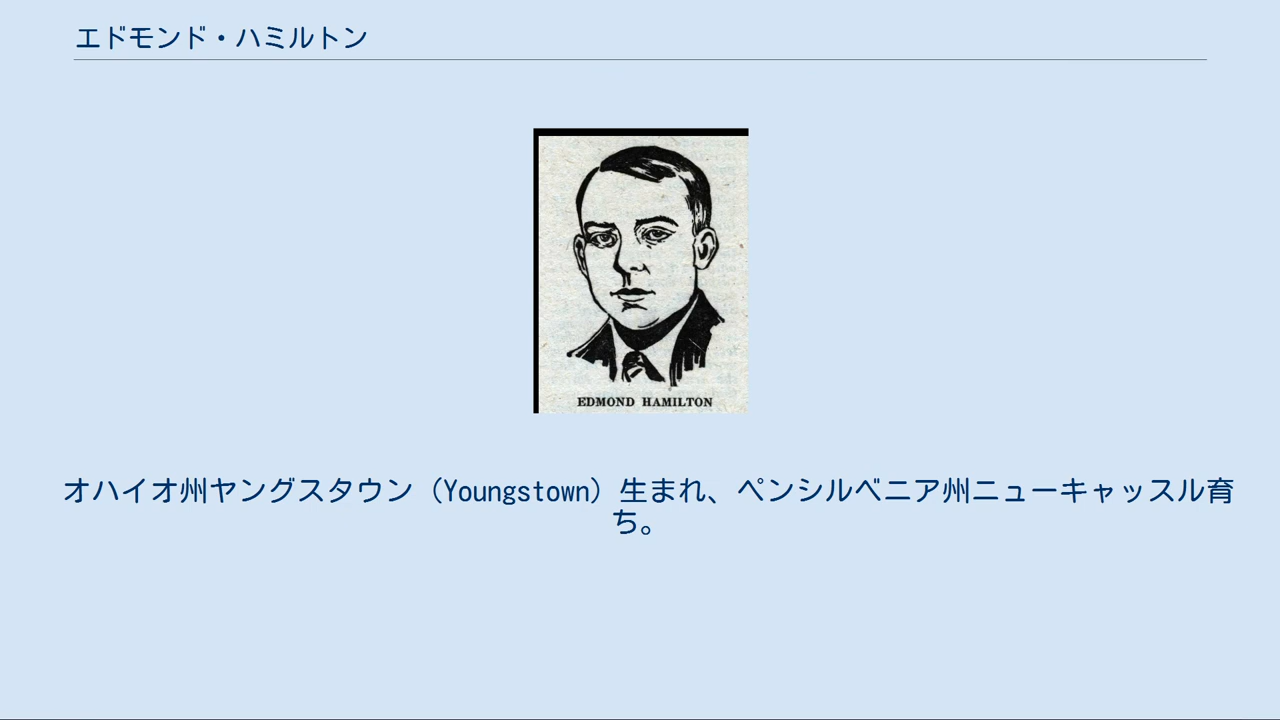 エドモンド・ハミルトン
EDMOND HAMILTON
オハイオ州ヤングスタウン（Youngstown）生まれ、ペンシルベニア州ニューキャッスル育
ち。